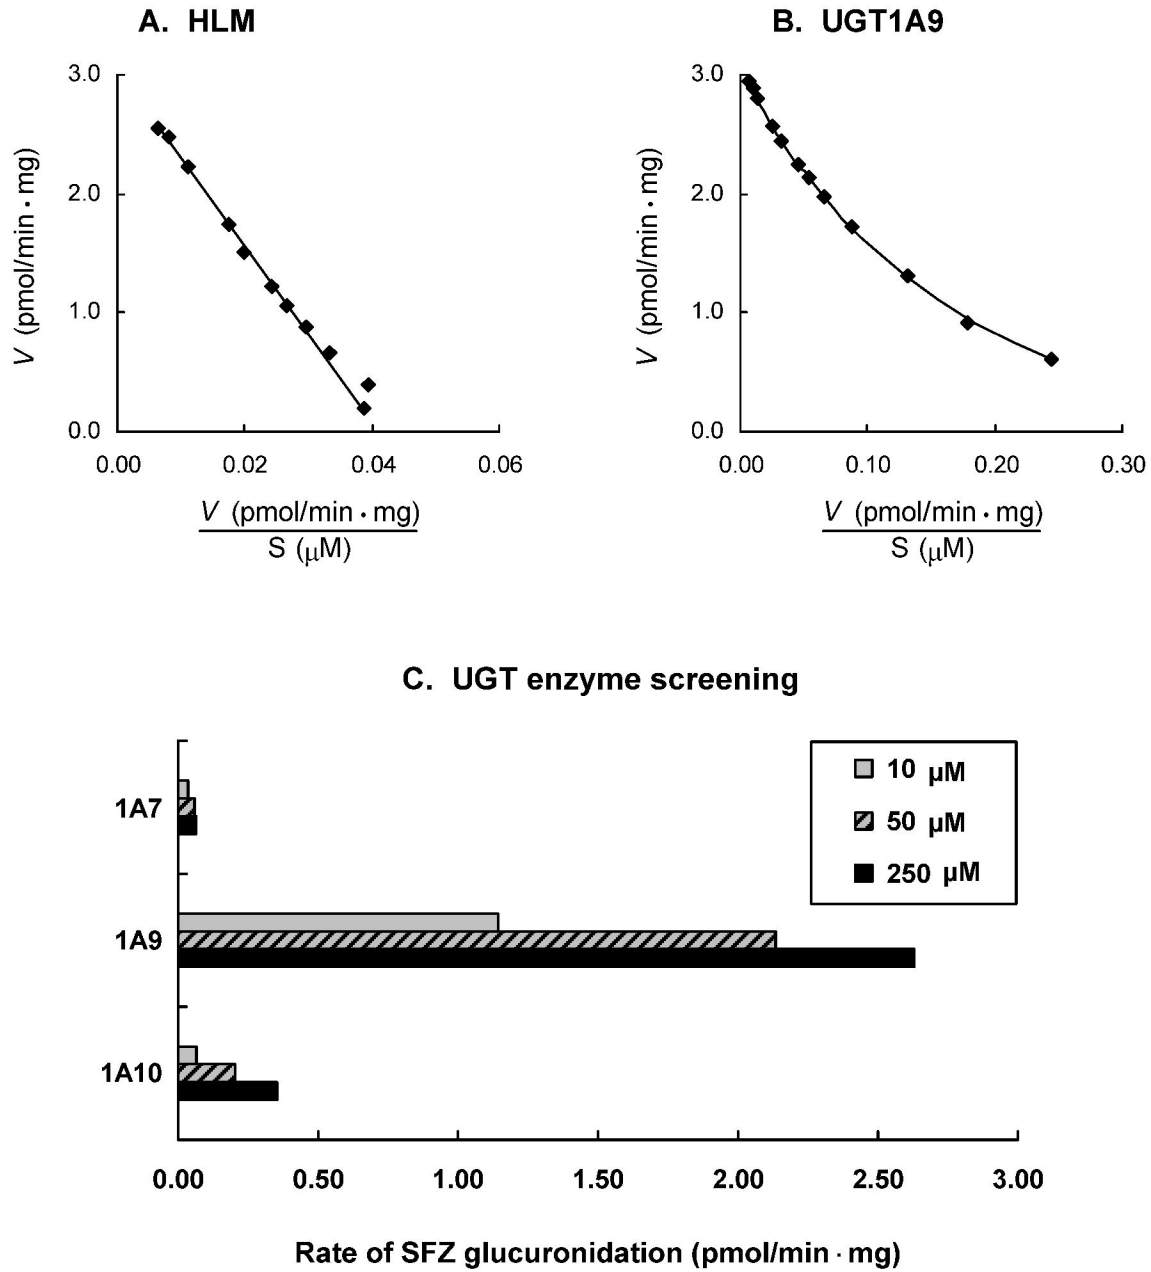 A. HLM
B. UGT1A9
3.0
2.0
1.0
0.0
V (pmol/min · mg)
0.00 0.02 0.04 0.06
V (pmol/min · mg)
S (μM)
3.0
2.0
1.0
0.0
V (pmol/min · mg)
0.00 0.10 0.20 0.30
V (pmol/min · mg)
S (μM)
C. UGT enzyme screening
10 μM
50 μM
250 μM
1A7
1A9
1A10
0.00 0.50 1.00 1.50 2.00 2.50 3.00
Rate of SFZ glucuronidation (pmol/min · mg)